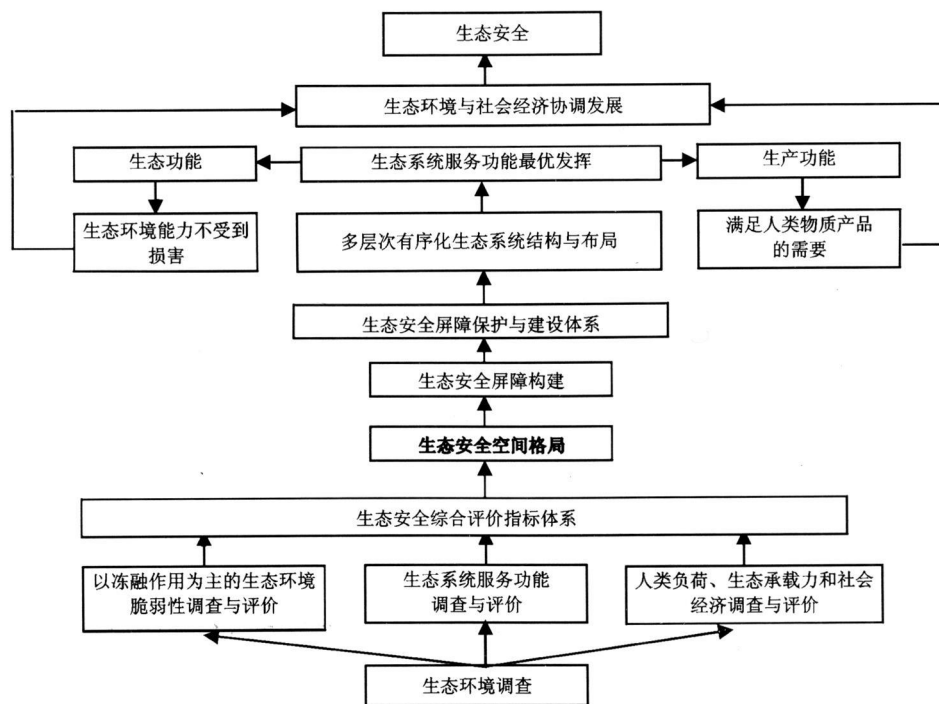 生态安全
生态环境与社会经济协调发展
生态功能
生态系统服务功能最优发挥
生产功能
生态环境能力不受到
损害
多层次有序化生态系统结构与布局
满足人类物质产品
的需要
生态安全屏障保护与建设体系
生态安全屏障构建
生态安全空间格局
生态安全综合评价指标体系
以冻融作用为主的生态环境
脆弱性调查与评价
生态系统服务功能
调查与评价
人类负荷、生态承载力和社会
经济调查与评价
生态环境调查